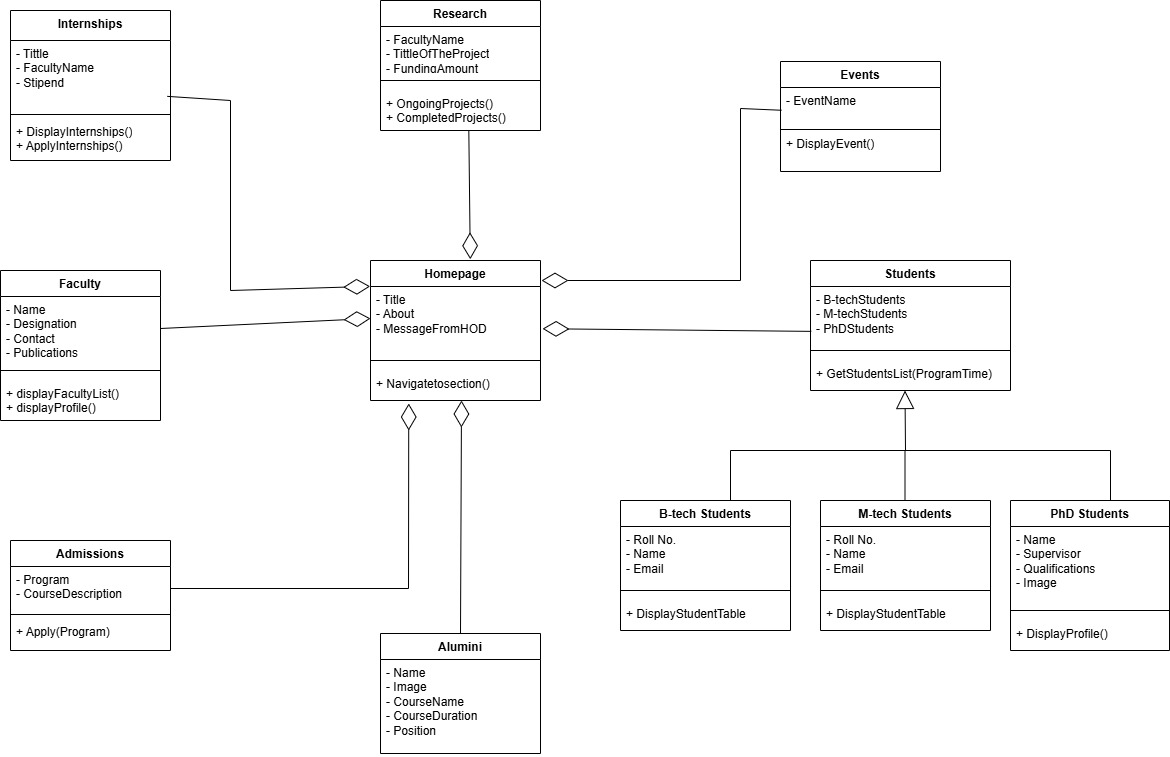 Internships
- Tittle
- FacultyName
- Stipend
+ DisplayInternships()
+ ApplyInternships()
Research
- FacultyName
- TittleOfTheProject
- FundingAmount
+ OngoingProjects()
+ CompletedProjects()
Events
- EventName
+ DisplayEvent()
Faculty
- Name
- Designation
- Contact
- Publications
+ displayFacultyList()
+ displayProfile()
Homepage
- Title
- About
- MessageFromHOD
+ Navigatetosection()
Students
- B-techStudents
- M-techStudents
- PhDStudents
+ GetStudentsList(ProgramTime)
B-tech Students
- Roll No.
- Name
- Email
+ DisplayStudentTable
M-tech Students
- Roll No.
- Name
- Email
+ DisplayStudentTable
PhD Students
- Name
- Supervisor
- Qualifications
- Image
+ DisplayProfile()
Admissions
- Program
- CourseDescription
+ Apply(Program)
Alumini
- Name
- Image
- CourseName
- CourseDuration
- Position